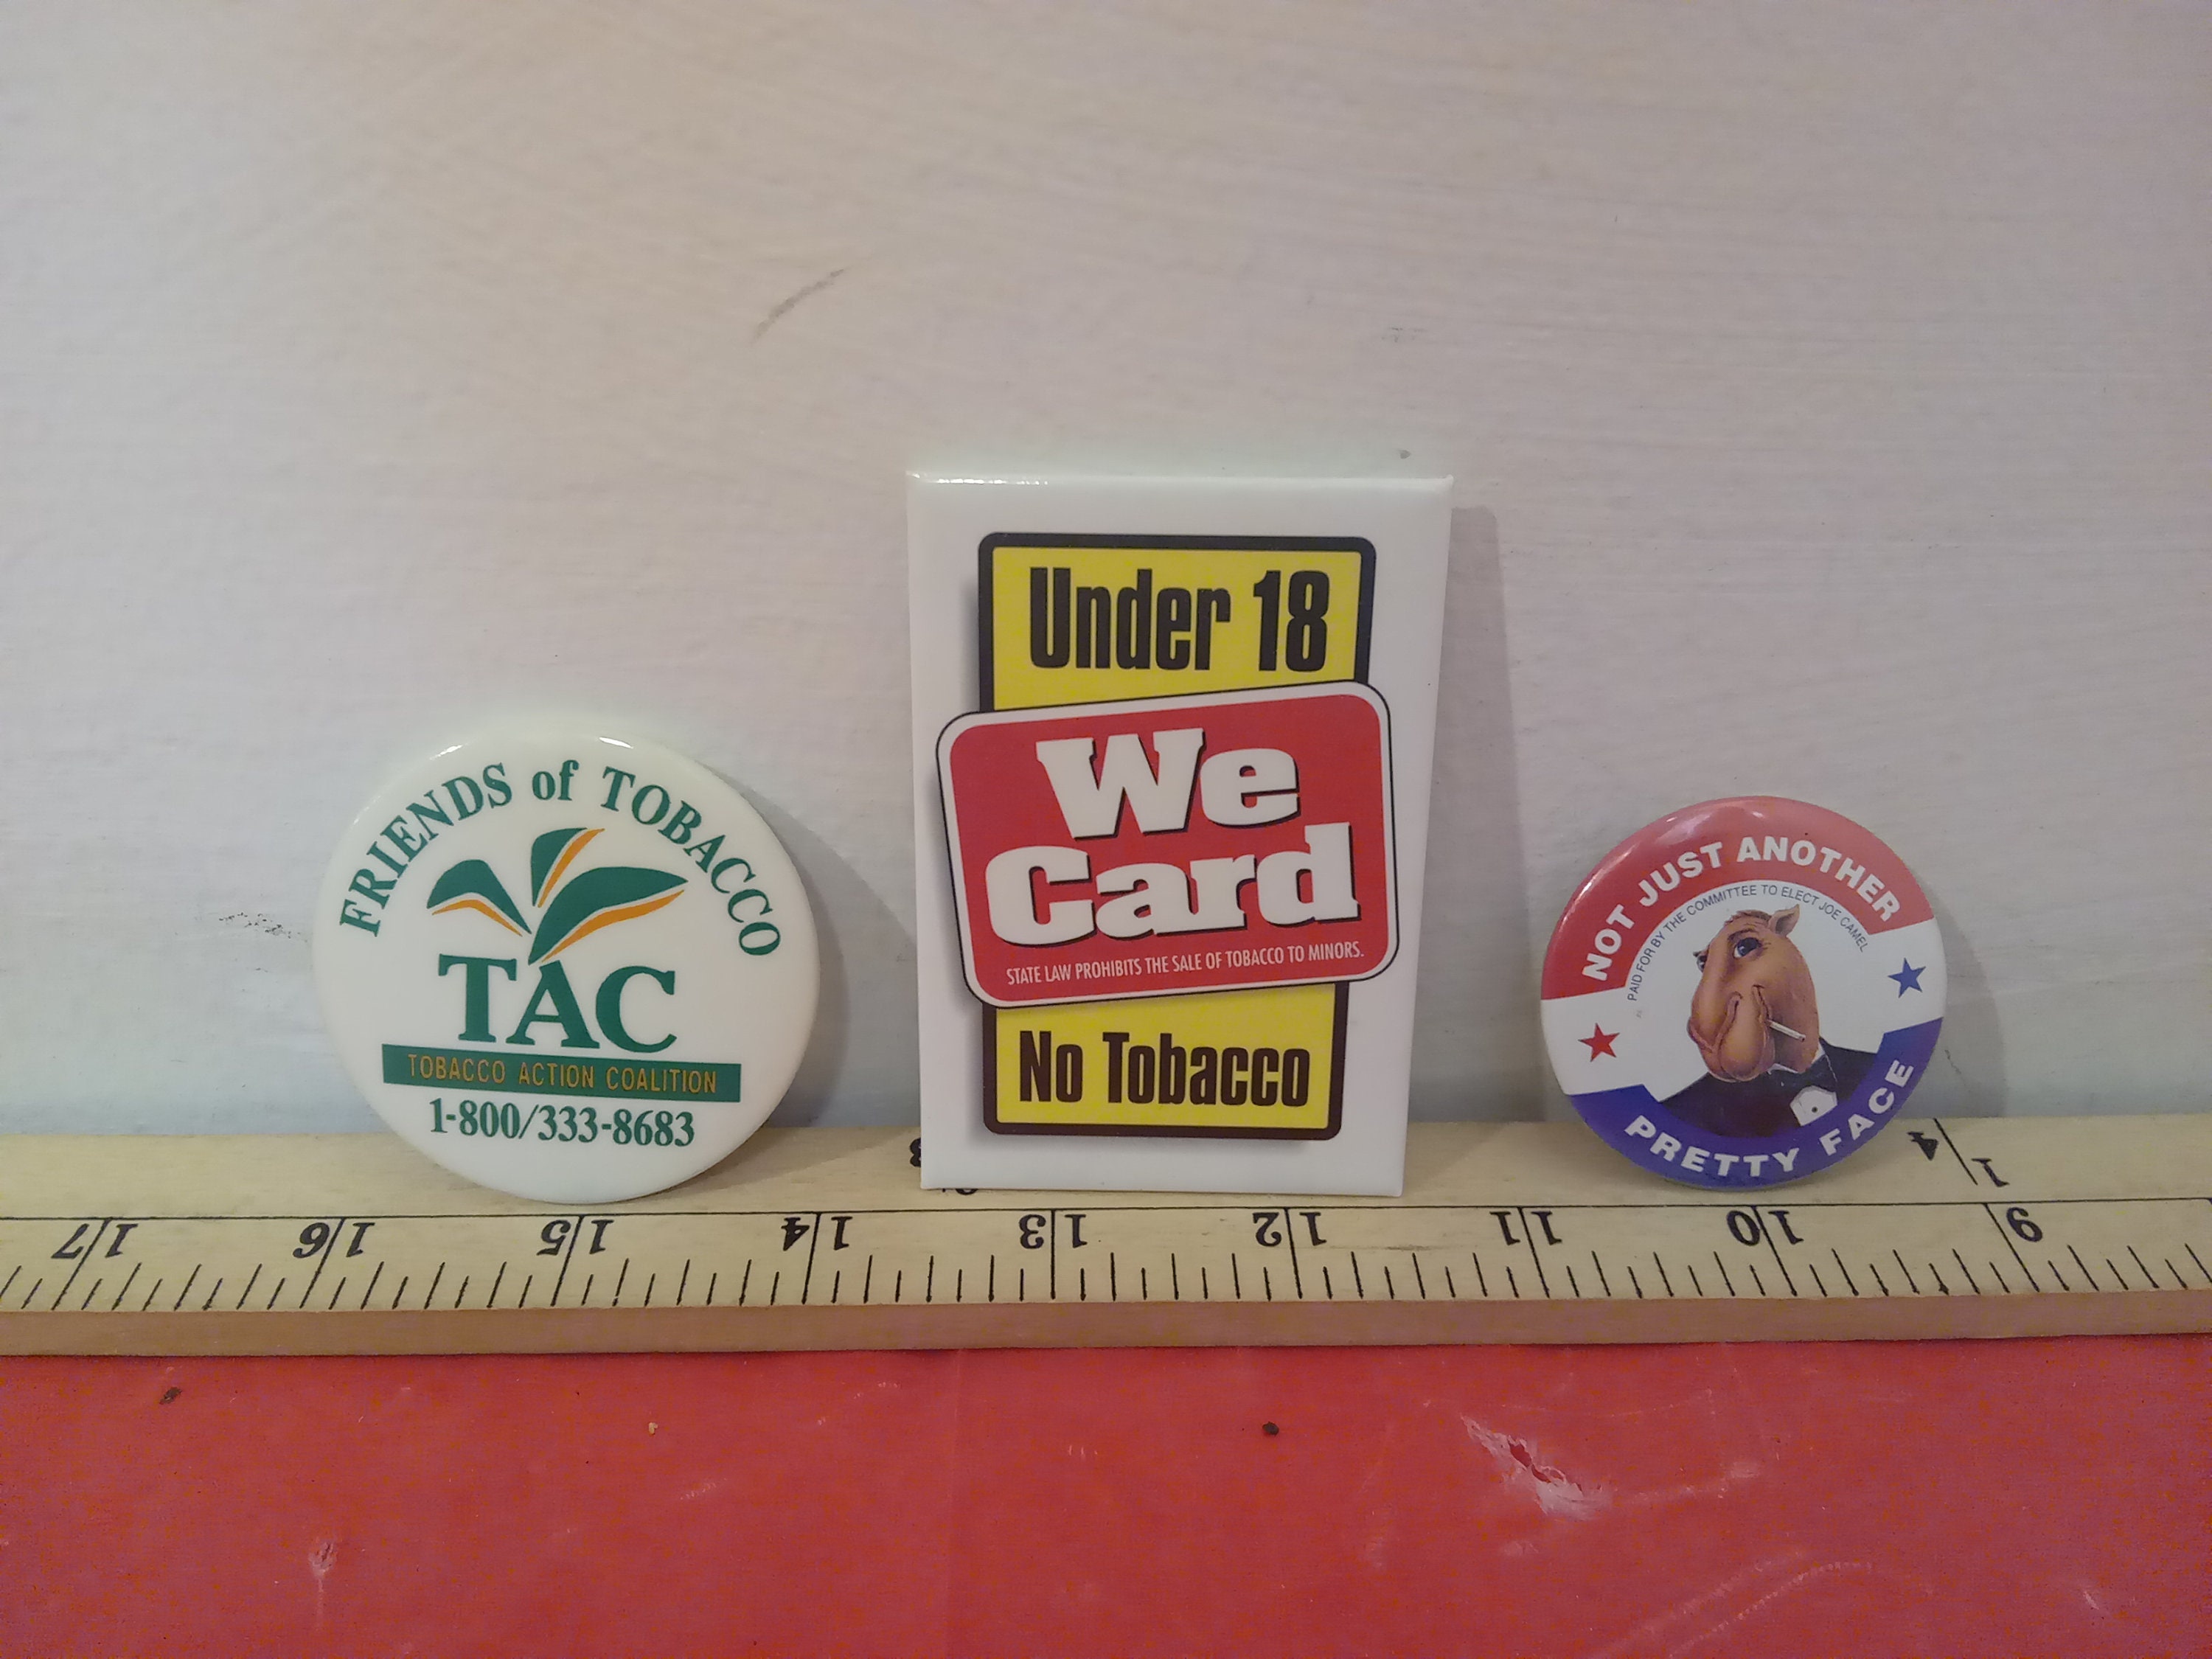 FRIENDS of TOBACCO
TAC
TOBACCO ACTION COALITION
1-800/333-8683
Under 18
We
Card
STATE LAW PROHIBITS THE SALE OF TOBACCO TO MINORS.
No Tobacco
NOT JUST ANOTHER
PAID FOR BY THE COMMITTEE TO ELECT JOE CAMEL
PRETTY FACE
4 1
17 16 15 14 13 12 11 10 9